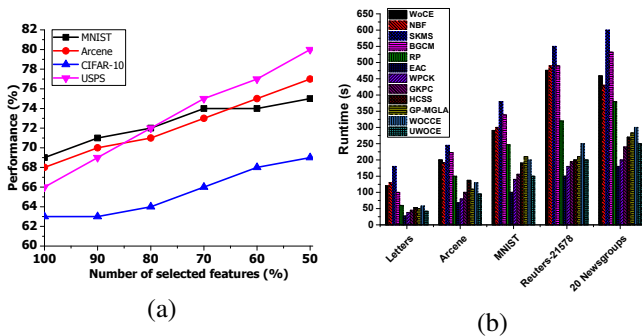 (a)
Performance (%)
82
80
78
76
74
72
70
68
66
64
62
60
MNIST
Arcene
CIFAR-10
USPS
100 90 80 70 60 50
Number of selected features (%)
(a)
Runtime (s)
650
600
550
500
450
400
350
300
250
200
150
100
50
0
WoCE
NBF
SKMS
BGCM
RP
EAC
WPCK
GKPC
HCSS
GP-MGLA
WOCCE
UWOCE
Letters
Arcene
MNIST
Reuters-21578
20 Newsgroups
(b)